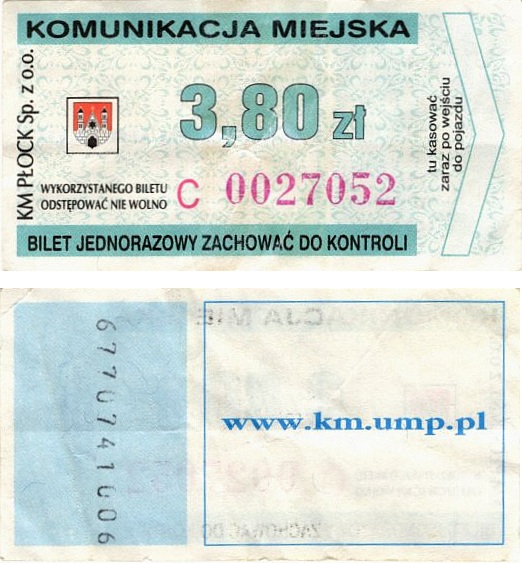 KOMUNIKACJA MIEJSKA
KM PŁOCK Sp. z o.o.
3,80 zł
WYKORZYSTANEGO BILETU
ODSTĘPOWAĆ NIE WOLNO
C 0027052
BILET JEDNORAZOWY ZACHOWAĆ DO KONTROLI
tu kasować
zaraz po wejściu
do pojazdu
6770741006
www.km.ump.pl